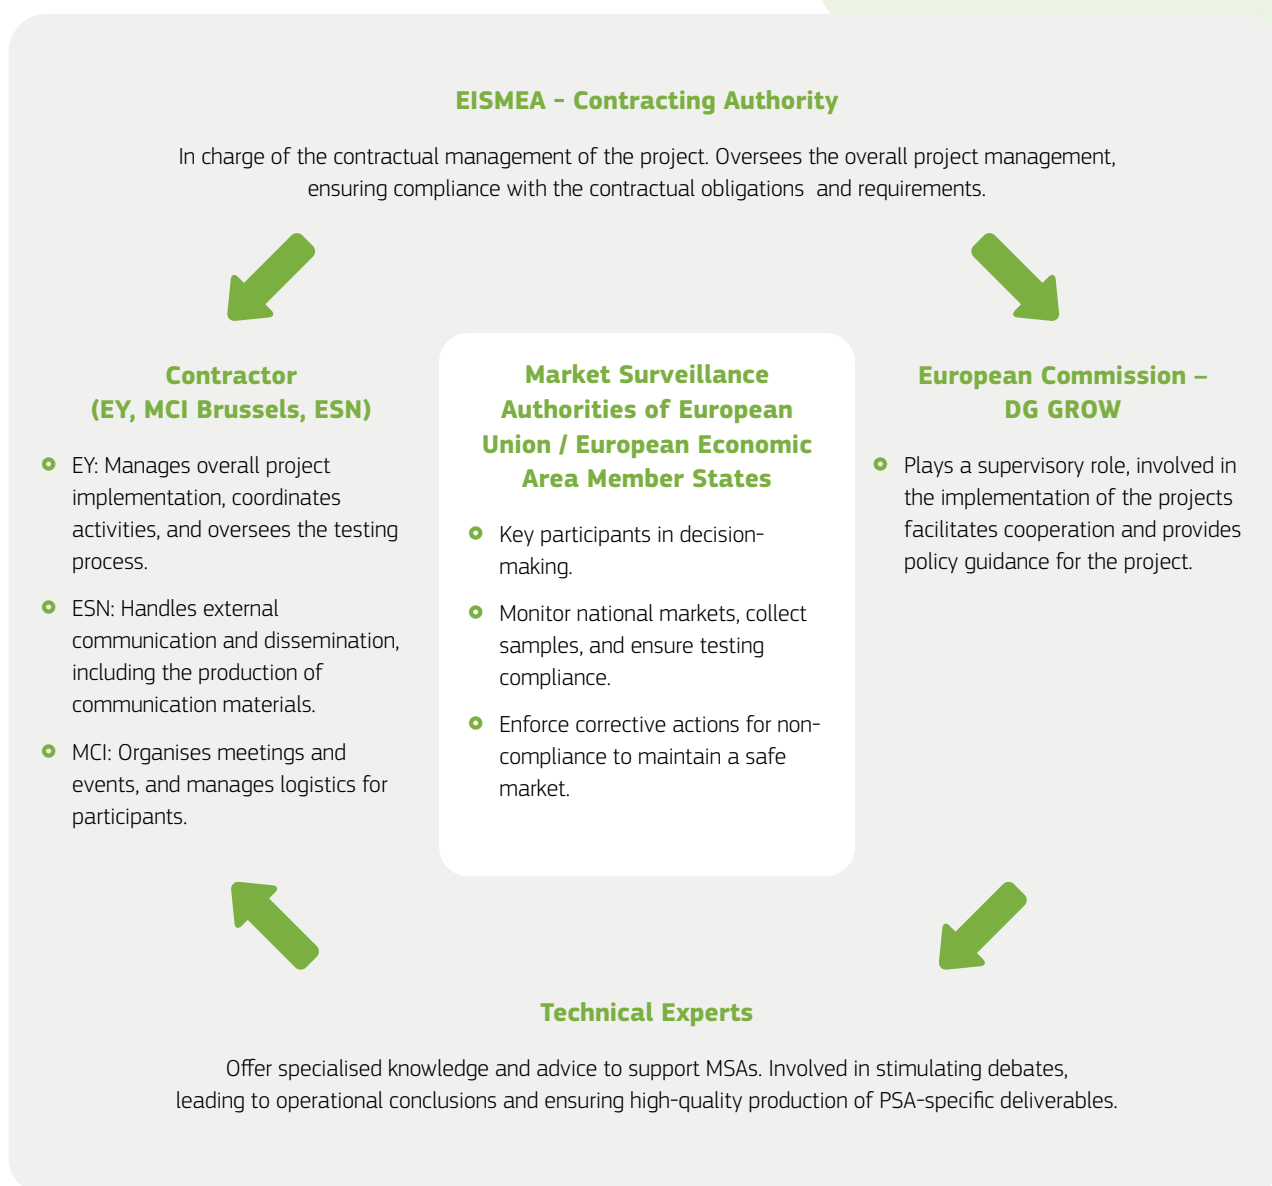 EISMEA - Contracting Authority
In charge of the contractual management of the project. Oversees the overall project management,
ensuring compliance with the contractual obligations and requirements.
Contractor
(EY, MCI Brussels, ESN)
EY: Manages overall project
implementation, coordinates
activities, and oversees the testing
process.
ESN: Handles external
communication and dissemination,
including the production of
communication materials.
MCI: Organises meetings and
events, and manages logistics for
participants.
Market Surveillance
Authorities of European
Union / European Economic
Area Member States
Key participants in decision-
making.
Monitor national markets, collect
samples, and ensure testing
compliance.
Enforce corrective actions for non-
compliance to maintain a safe
market.
European Commission –
DG GROW
Plays a supervisory role, involved in
the implementation of the projects
facilitates cooperation and provides
policy guidance for the project.
Technical Experts
Offer specialised knowledge and advice to support MSAs. Involved in stimulating debates,
leading to operational conclusions and ensuring high-quality production of PSA-specific deliverables.